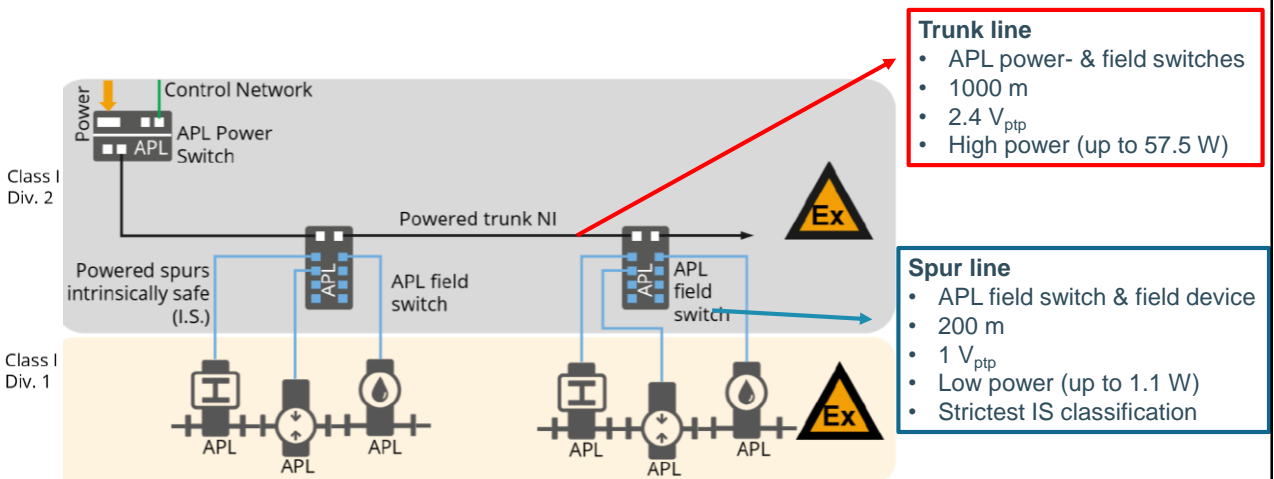 Trunk line
• APL power- & field switches
• 1000 m
• 2.4 Vptp
• High power (up to 57.5 W)
Power
Control Network
APL Power
Switch
APL
Class I
Div. 2
Powered trunk NI
Ex
Powered spurs
intrinsically safe
(I.S.)
APL
APL field
switch
APL
APL
field
switch
Spur line
• APL field switch & field device
• 200 m
• 1 Vptp
• Low power (up to 1.1 W)
• Strictest IS classification
Class I
Div. 1
Ex
APL
APL
APL
APL
APL
APL